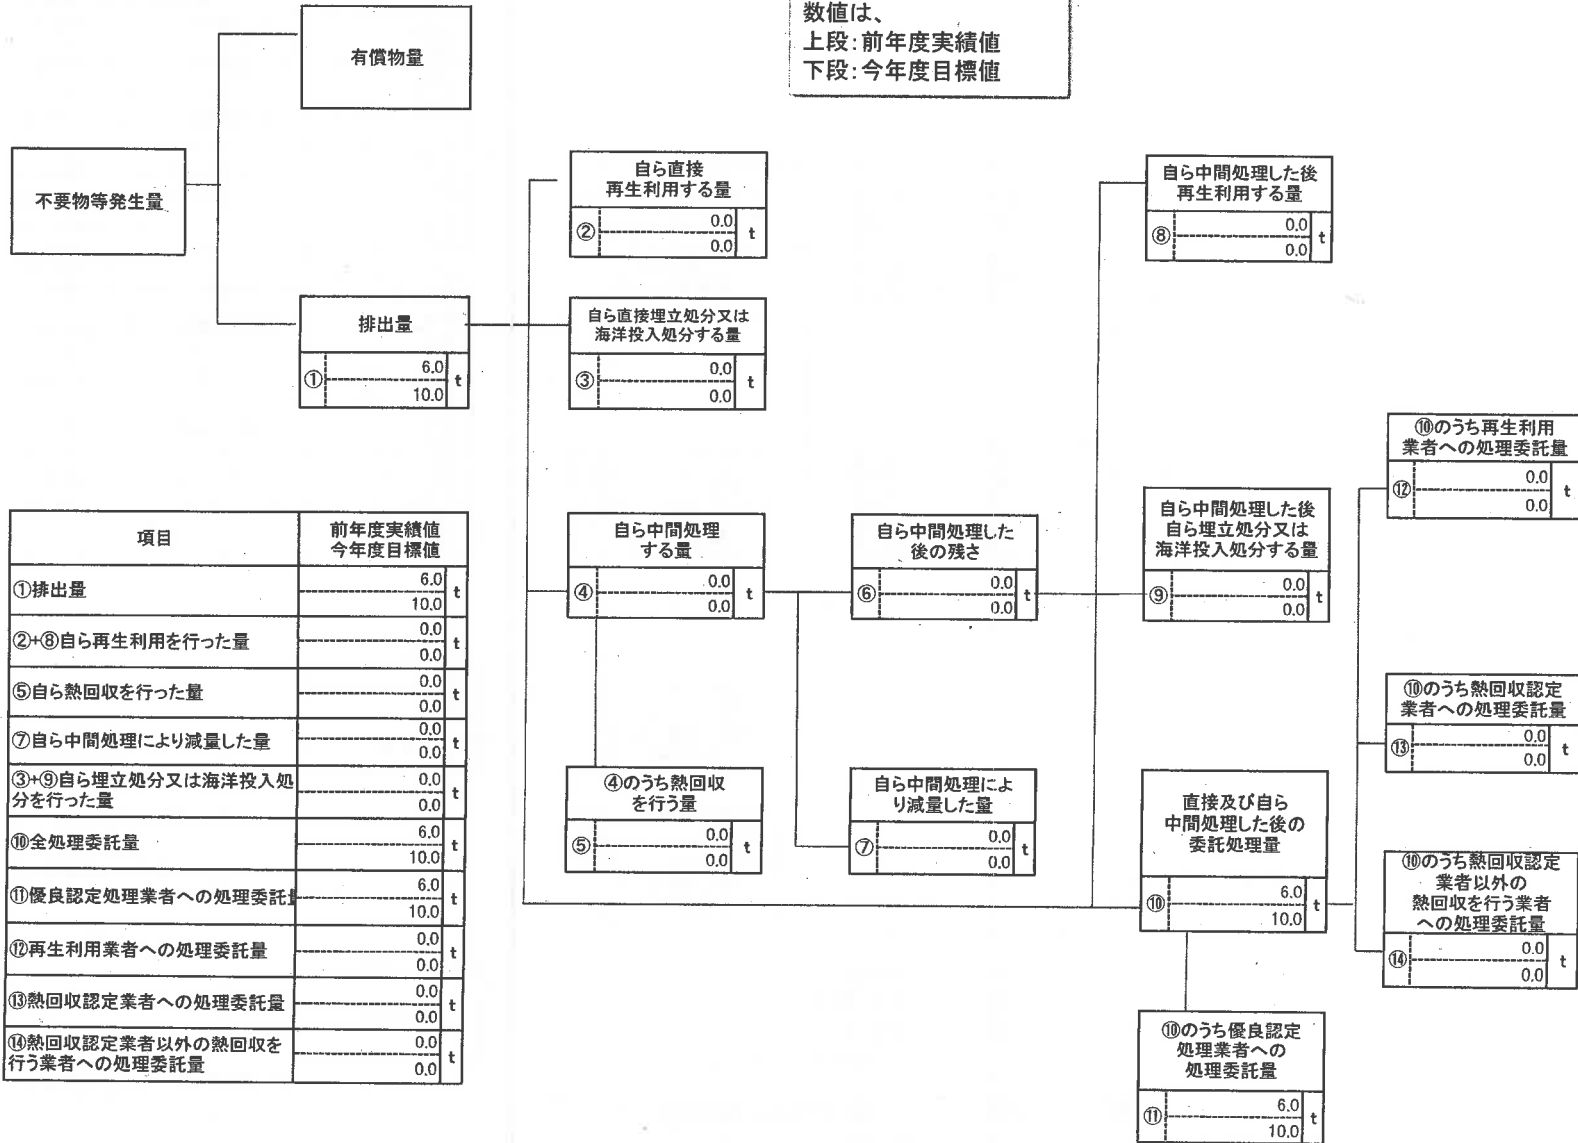 数値は、
上段：前年度実績値
下段：今年度目標値
有償物量
不要物等発生量
排出量
① 6.0 t
10.0
自ら直接
再生利用する量
② 0.0 t
0.0
自ら直接埋立処分又は
海洋投入処分する量
③ 0.0 t
0.0
自ら中間処理
する量
④ 0.0 t
0.0
④のうち熱回収
を行う量
⑤ 0.0 t
0.0
自ら中間処理した
後の残さ
⑥ 0.0 t
0.0
自ら中間処理によ
り減量した量
⑦ 0.0 t
0.0
自ら中間処理した後
再生利用する量
⑧ 0.0 t
0.0
自ら中間処理した後
自ら埋立処分又は
海洋投入処分する量
⑨ 0.0 t
0.0
直接及び自ら
中間処理した後の
委託処理量
⑩ 6.0 t
10.0
⑩のうち優良認定
処理業者への
処理委託量
⑪ 6.0 t
10.0
⑩のうち再生利用
業者への処理委託量
⑫ 0.0 t
0.0
⑩のうち熱回収認定
業者への処理委託量
⑬ 0.0 t
0.0
⑩のうち熱回収認定
業者以外の
熱回収を行う業者
への処理委託量
⑭ 0.0 t
0.0
項目 前年度実績値
今年度目標値
①排出量 6.0 t
10.0
②+⑧自ら再生利用を行った量 0.0 t
0.0
⑤自ら熱回収を行った量 0.0 t
0.0
⑦自ら中間処理により減量した量 0.0 t
0.0
③+⑨自ら埋立処分又は海洋投入処 0.0 t
分を行った量 0.0
⑩全処理委託量 6.0 t
10.0
⑪優良認定処理業者への処理委託 6.0 t
10.0
⑫再生利用業者への処理委託量 0.0 t
0.0
⑬熱回収認定業者への処理委託量 0.0 t
0.0
⑭熱回収認定業者以外の熱回収を 0.0 t
行う業者への処理委託量 0.0